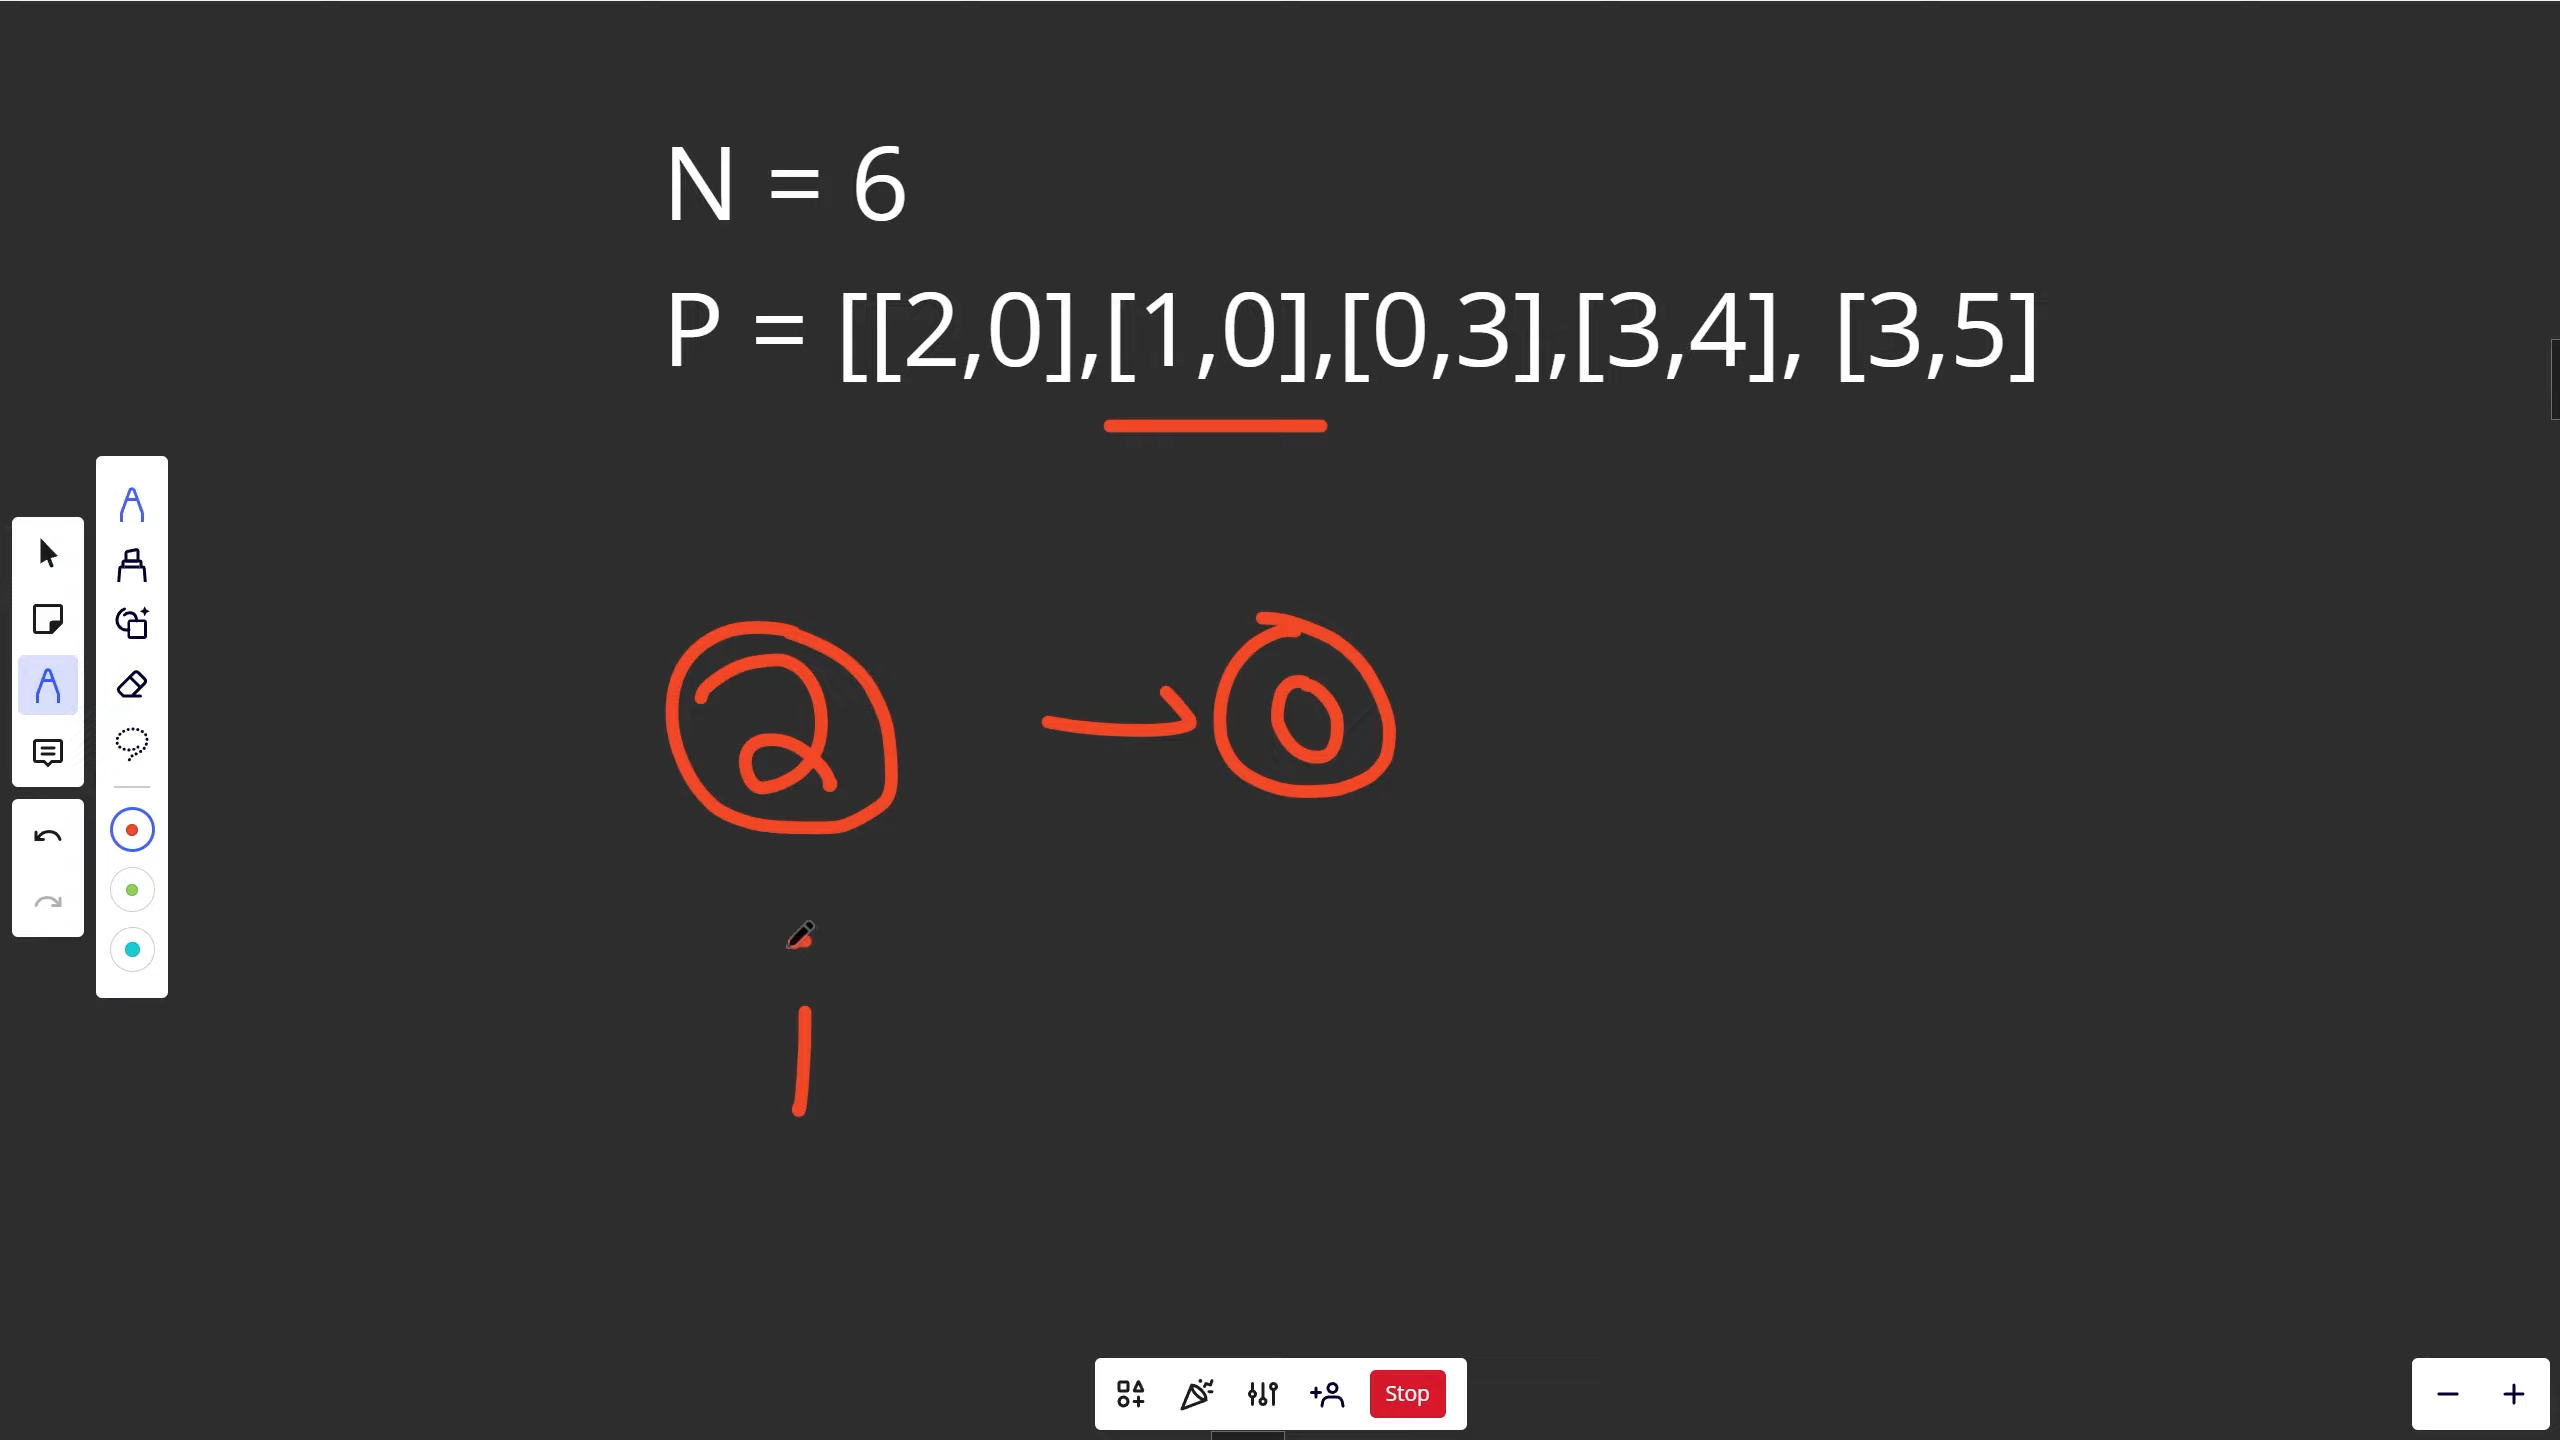 N = 6
P = [[2,0],[1,0],[0,3],[3,4], [3,5]
2 → 0
1
Stop